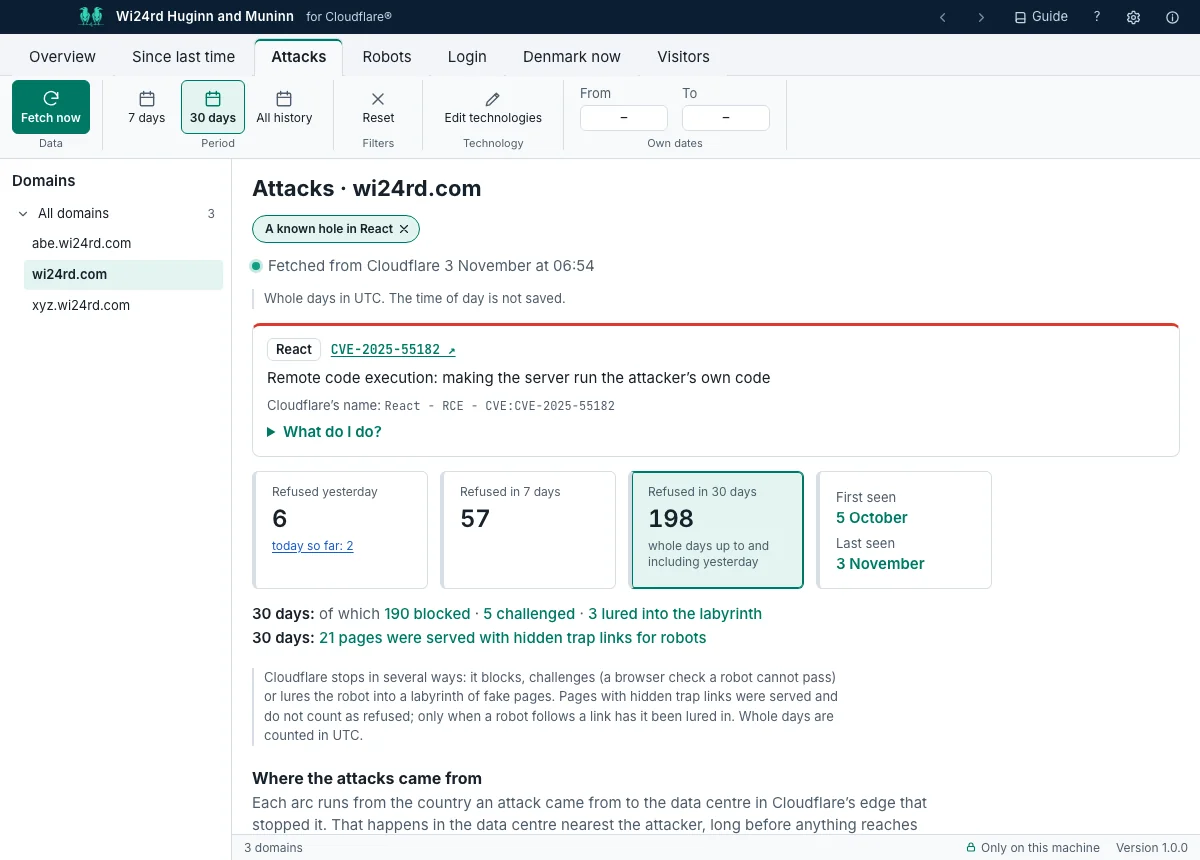 Wi24rd Huginn and Muninn for Cloudflare®
Guide ?
Overview Since last time Attacks Robots Login Denmark now Visitors
Fetch now
Data
7 days 30 days All history
Period
Reset
Filters
Edit technologies
Technology
From To
– –
Own dates
Domains
All domains 3
abe.wi24rd.com
wi24rd.com
xyz.wi24rd.com
Attacks · wi24rd.com
A known hole in React ✕
Fetched from Cloudflare 3 November at 06:54
Whole days in UTC. The time of day is not saved.
React CVE-2025-55182 ↗
Remote code execution: making the server run the attacker’s own code
Cloudflare’s name: React - RCE - CVE:CVE-2025-55182
What do I do?
Refused yesterday
6
today so far: 2
Refused in 7 days
57
Refused in 30 days
198
whole days up to and
including yesterday
First seen
5 October
Last seen
3 November
30 days: of which 190 blocked · 5 challenged · 3 lured into the labyrinth
30 days: 21 pages were served with hidden trap links for robots
Cloudflare stops in several ways: it blocks, challenges (a browser check a robot cannot pass)
or lures the robot into a labyrinth of fake pages. Pages with hidden trap links were served and
do not count as refused; only when a robot follows a link has it been lured in. Whole days are
counted in UTC.
Where the attacks came from
Each arc runs from the country an attack came from to the data centre in Cloudflare’s edge that
stopped it. That happens in the data centre nearest the attacker, long before anything reaches
3 domains
Only on this machine Version 1.0.0